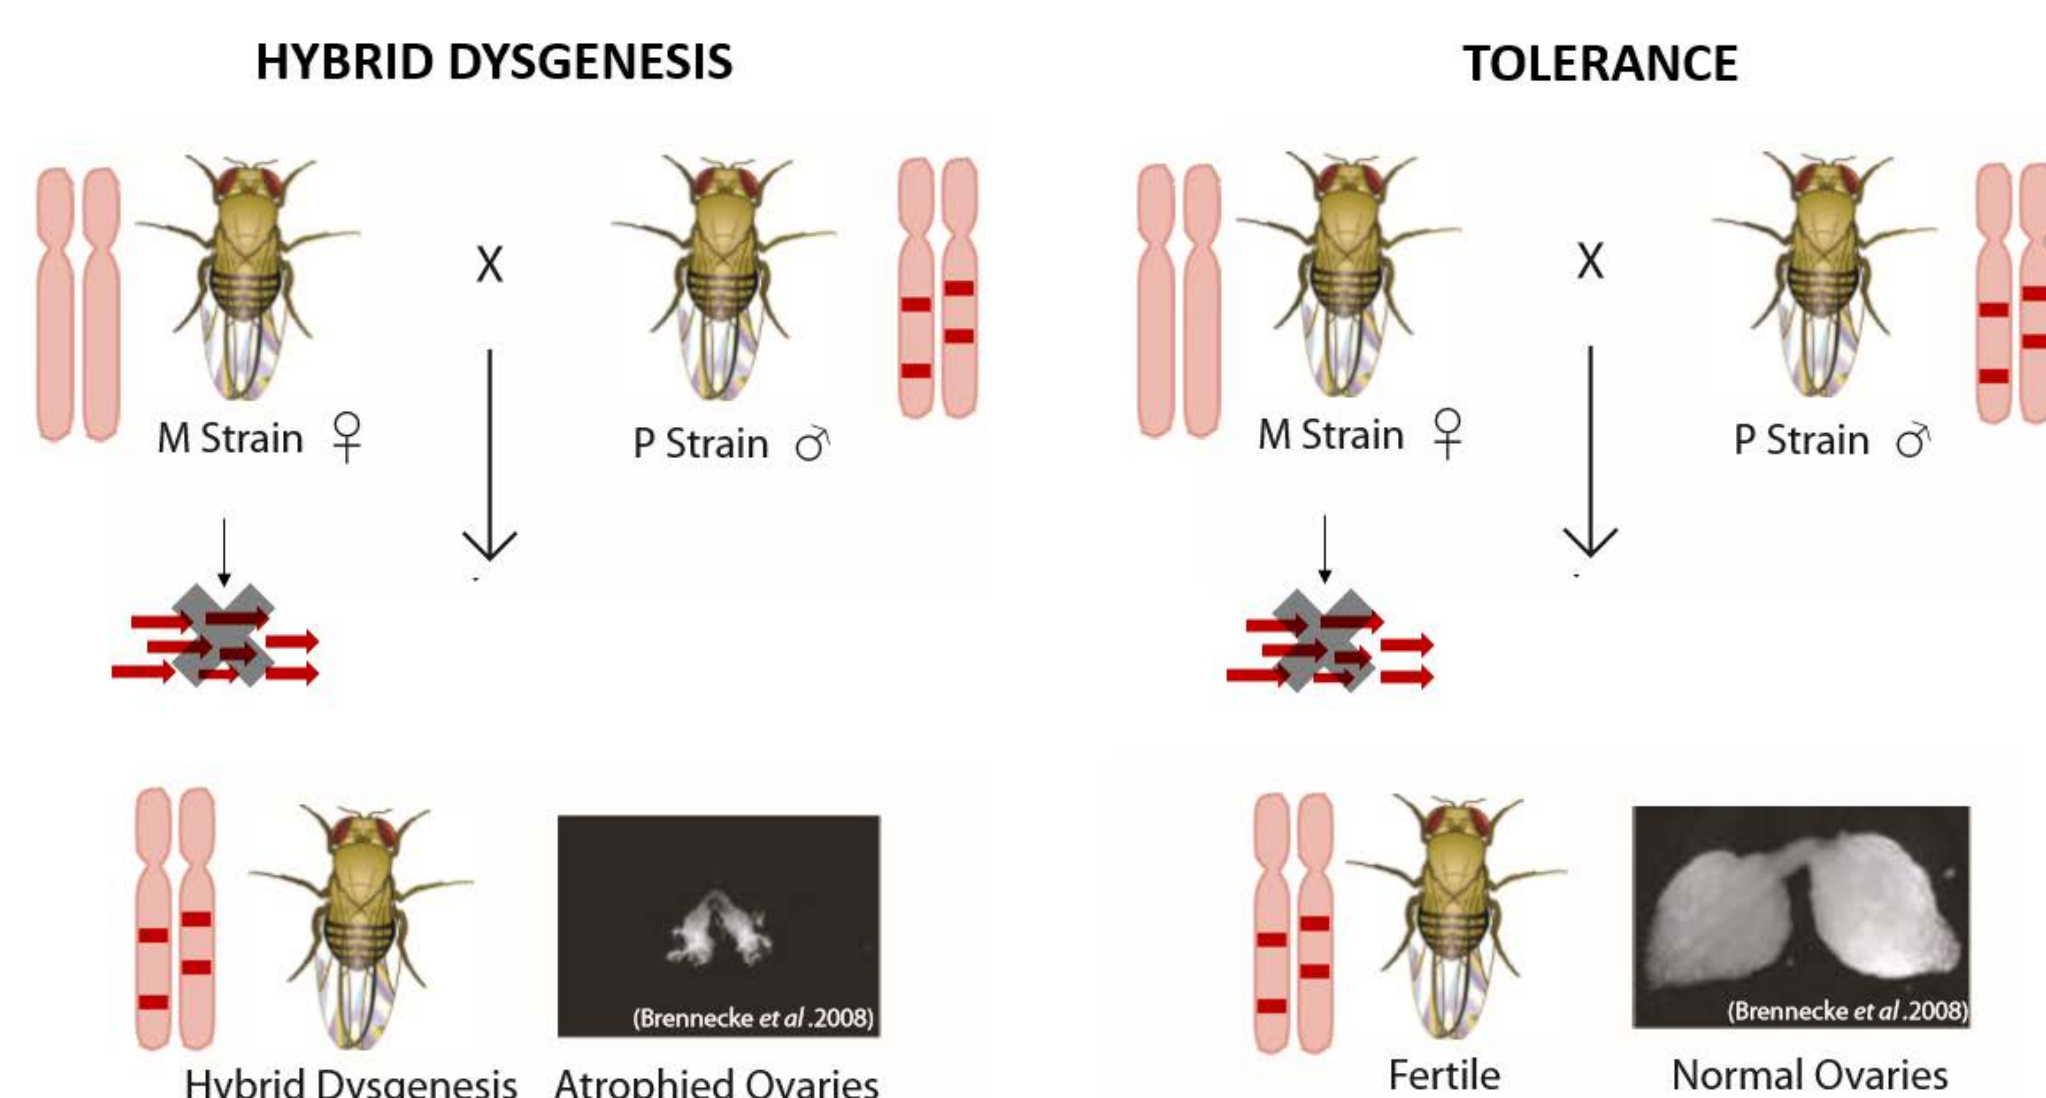 HYBRID DYSGENESIS
X
M Strain ♀
P Strain ♂
(Brennecke et al.2008)
Hybrid Dysgenesis
Atrophied Ovaries
TOLERANCE
X
M Strain ♀
P Strain ♂
(Brennecke et al.2008)
Fertile
Normal Ovaries